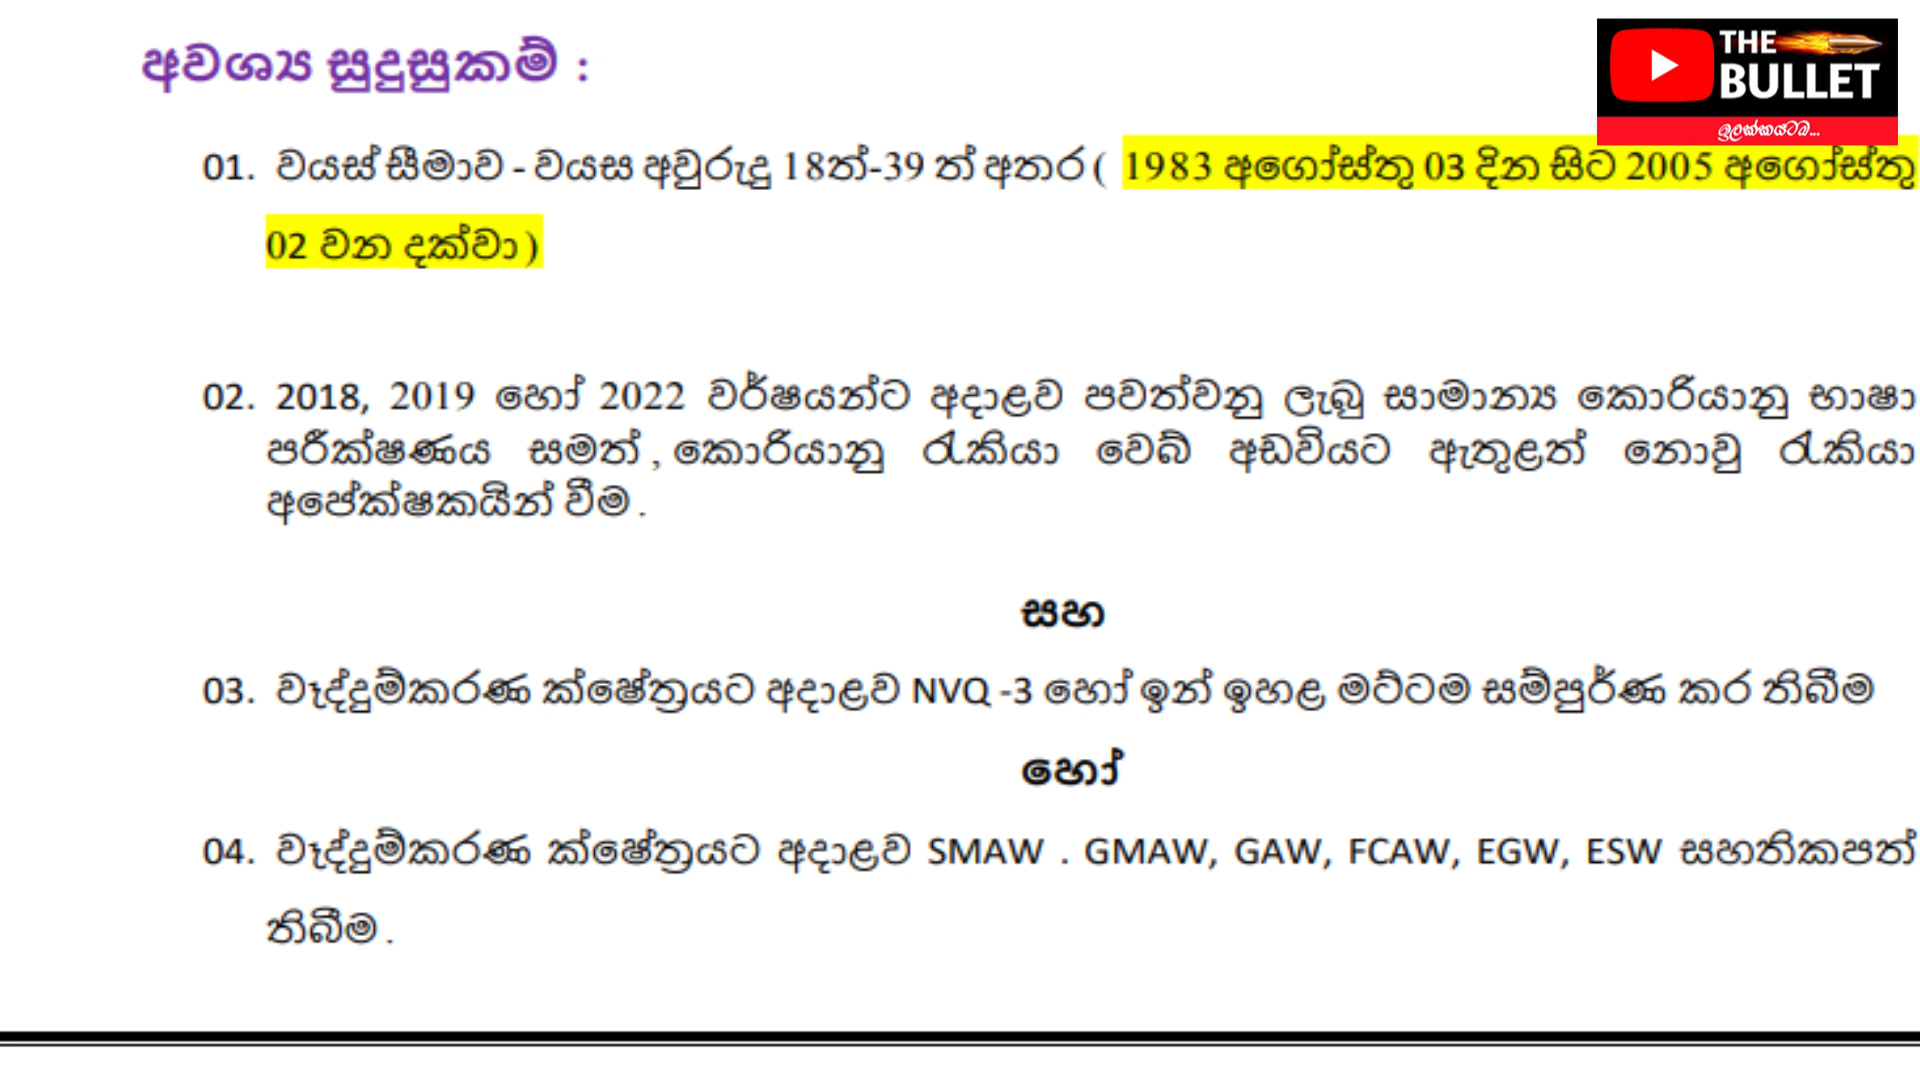 අවශ්‍ය සුදුසුකම් :
THE
BULLET
ඉලක්කයටම...
01. වයස් සීමාව - වයස අවුරුදු 18ත්-39 ත් අතර ( 1983 අගෝස්තු 03 දින සිට 2005 අගෝස්තු
02 වන දක්වා )
02. 2018, 2019 හෝ 2022 වර්ෂයන්ට අදාළව පවත්වනු ලැබු සාමාන්‍ය කොරියානු භාෂා
පරීක්ෂණය සමත් , කොරියානු රැකියා වෙබ් අඩවියට ඇතුළත් නොවු රැකියා
අපේක්ෂකයින් වීම .
සහ
03. වෑද්දුම්කරණ ක්ෂේත්‍රයට අදාළව NVQ -3 හෝ ඉන් ඉහළ මට්ටම සම්පුර්ණ කර තිබීම
හෝ
04. වෑද්දුම්කරණ ක්ෂේත්‍රයට අදාළව SMAW . GMAW, GAW, FCAW, EGW, ESW සහතිකපත්
තිබීම .